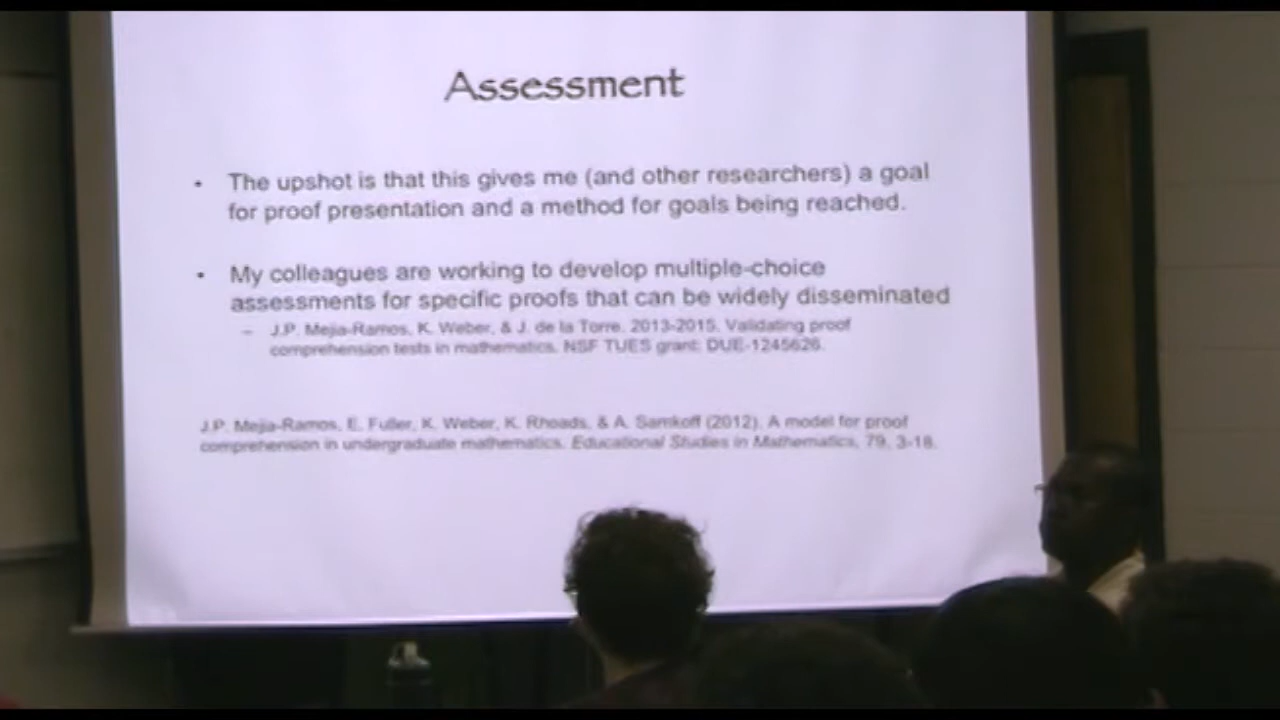 Assessment
• The upshot is that this gives me (and other researchers) a goal
for proof presentation and a method for goals being reached.
• My colleagues are working to develop multiple-choice
assessments for specific proofs that can be widely disseminated
– J.P. Mejia-Ramos, K. Weber, & J. de la Torre. 2013-2015. Validating proof
comprehension tests in mathematics. NSF TUES grant: DUE-1245626.
J.P. Mejia-Ramos, E. Fuller, K. Weber, K. Rhoads, & A. Samkoff (2012). A model for proof
comprehension in undergraduate mathematics. Educational Studies in Mathematics, 79, 3-18.